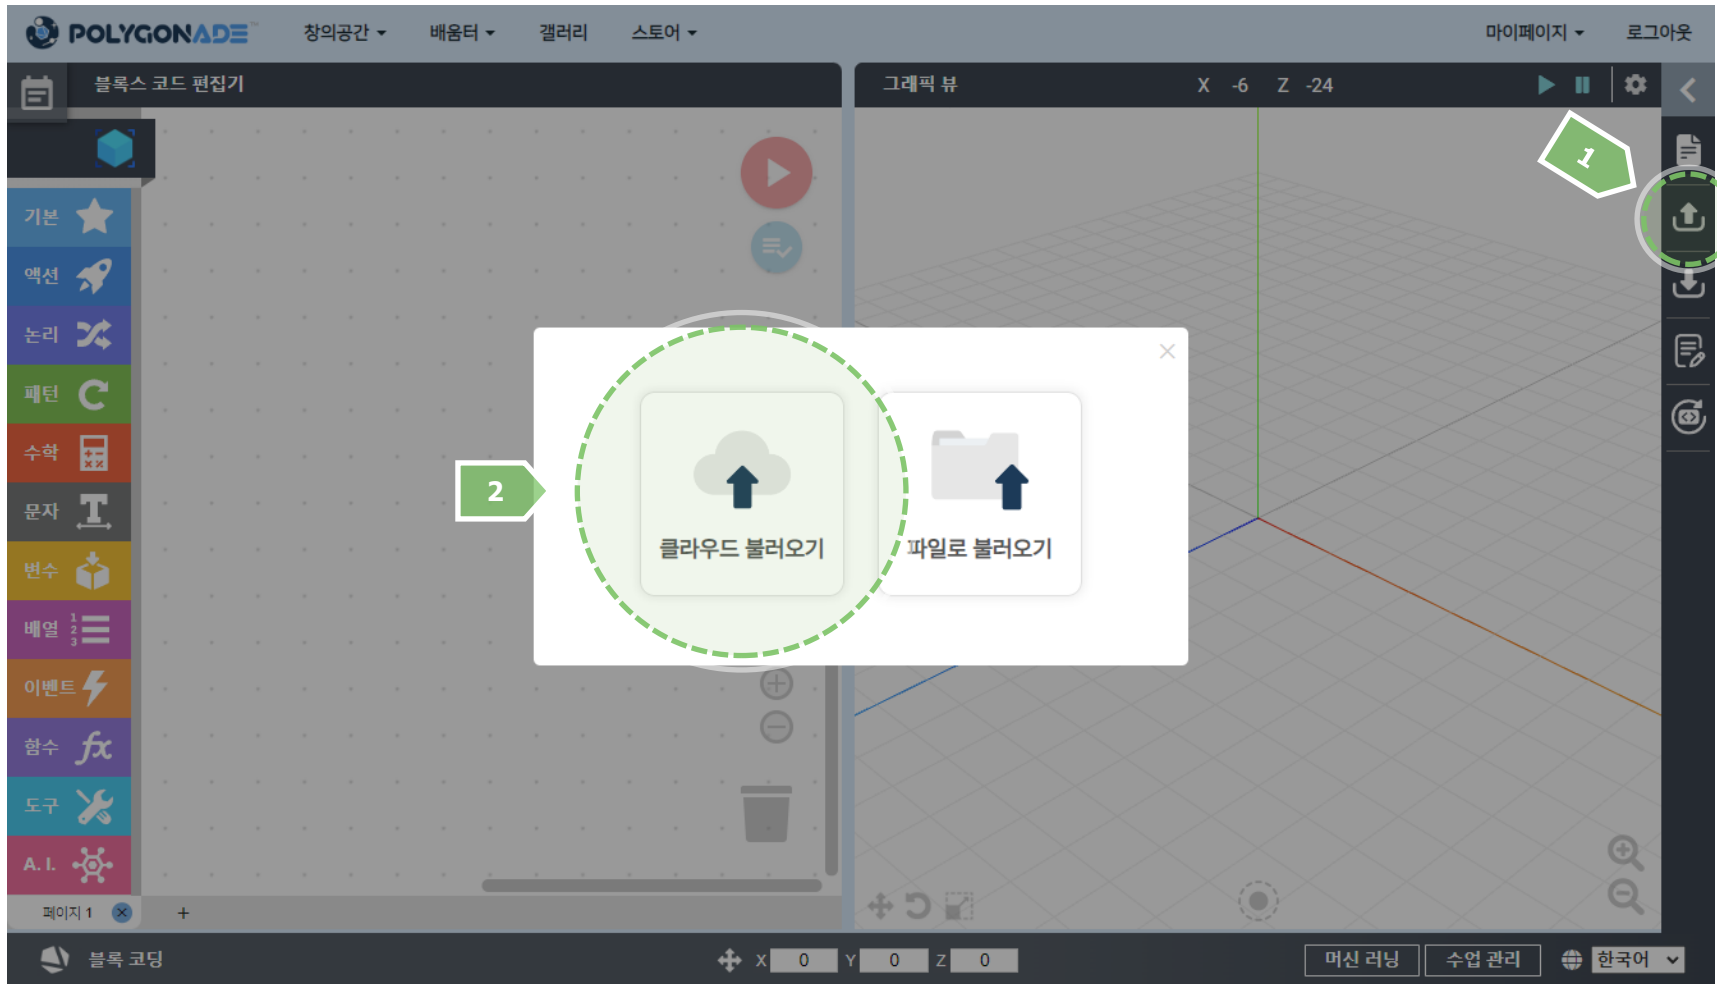 POLYGONADE™ 창의공간 배움터 갤러리 스토어 마이페이지 로그아웃
블록스 코드 편집기 그래픽 뷰 X -6 Z -24
1
기본
액션
논리
패턴
수학
문자
변수
배열 1 2 3
이벤트
함수 fx
도구
A. I.
2
클라우드 불러오기 파일로 불러오기
페이지 1 +
블록 코딩 X 0 Y 0 Z 0 머신 러닝 수업 관리 한국어